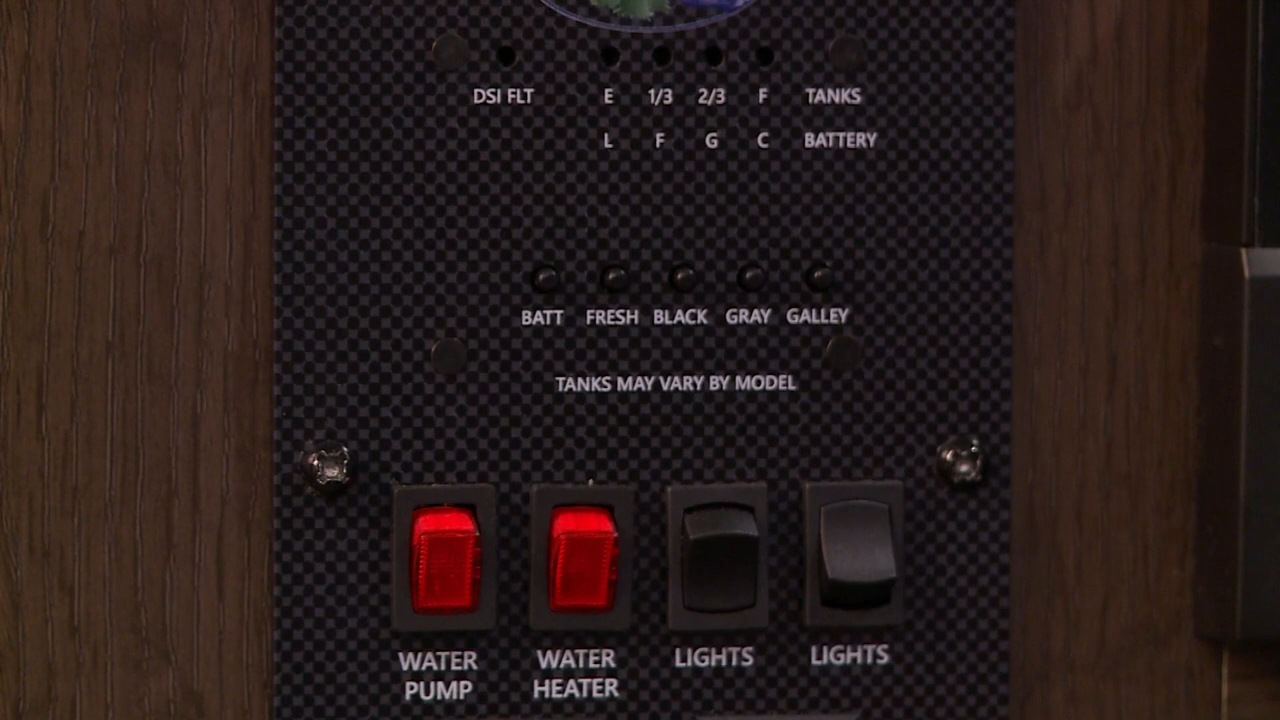 DSI FLT E 1/3 2/3 F TANKS
L F G C BATTERY
BATT FRESH BLACK GRAY GALLEY
TANKS MAY VARY BY MODEL
WATER PUMP
WATER HEATER
LIGHTS
LIGHTS